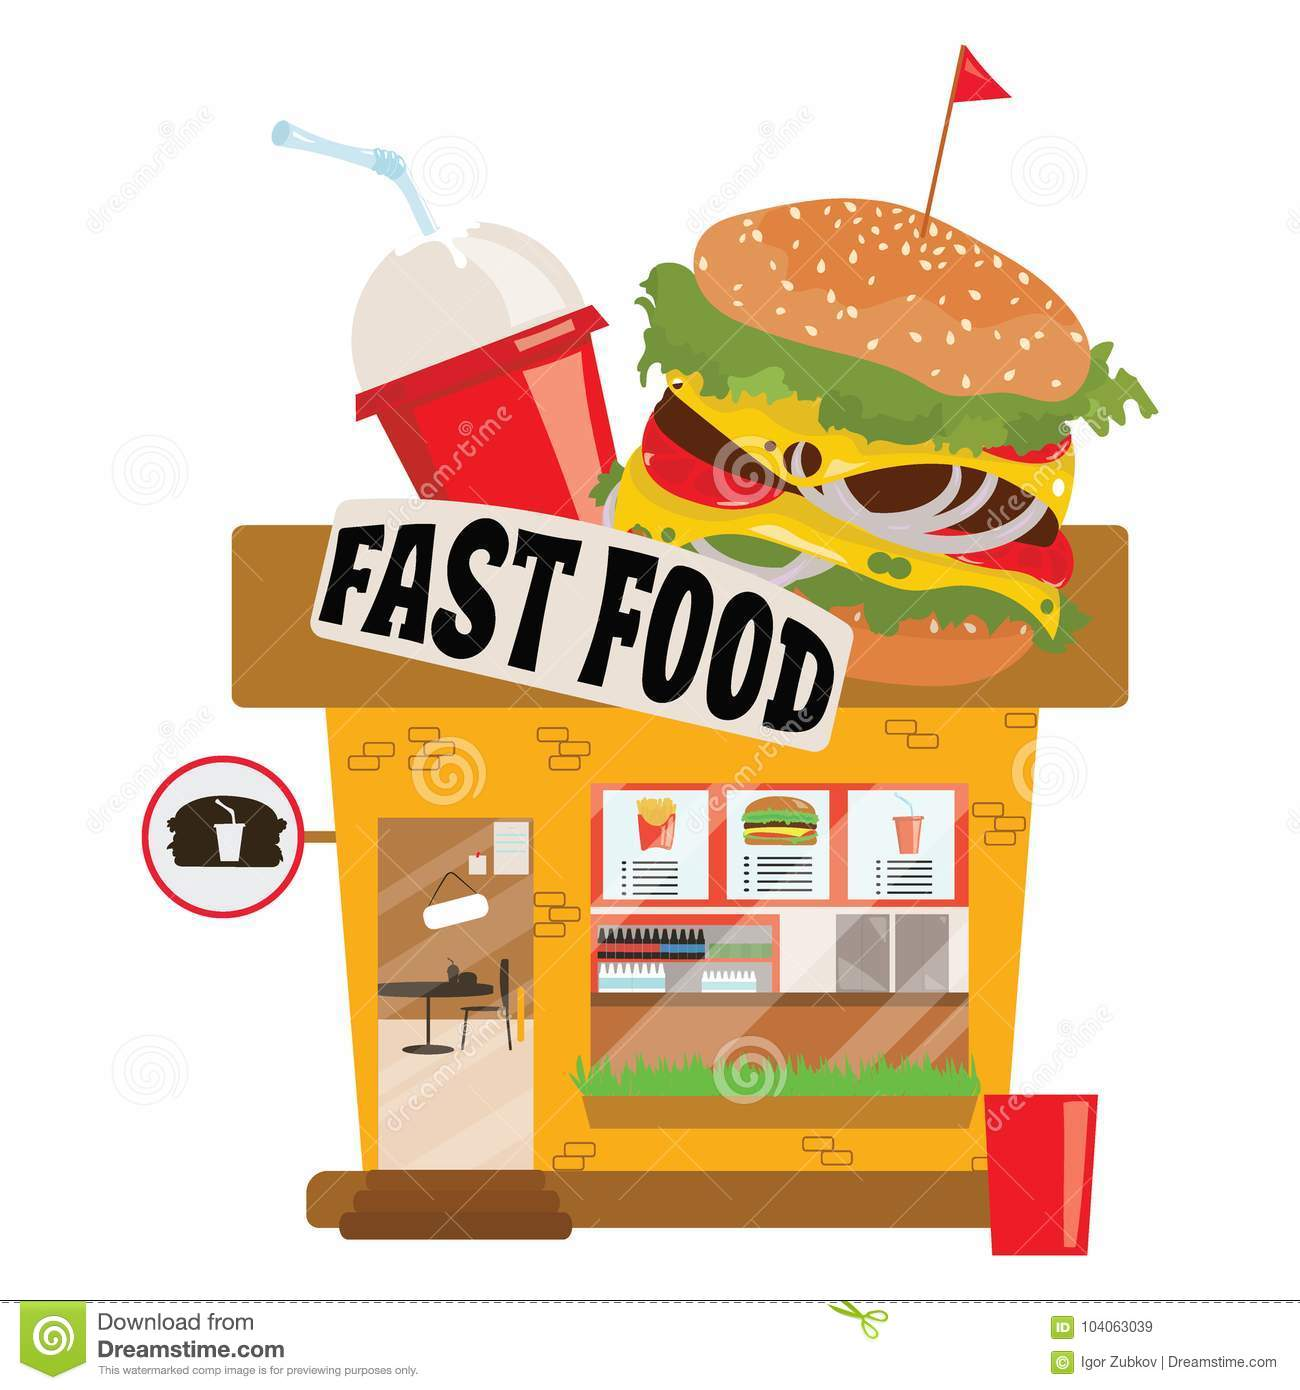 FAST FOOD
dreamstime
Download from
Dreamstime.com
This watermarked comp image is for previewing purposes only.
ID 104063039
© Igor Zubkov | Dreamstime.com